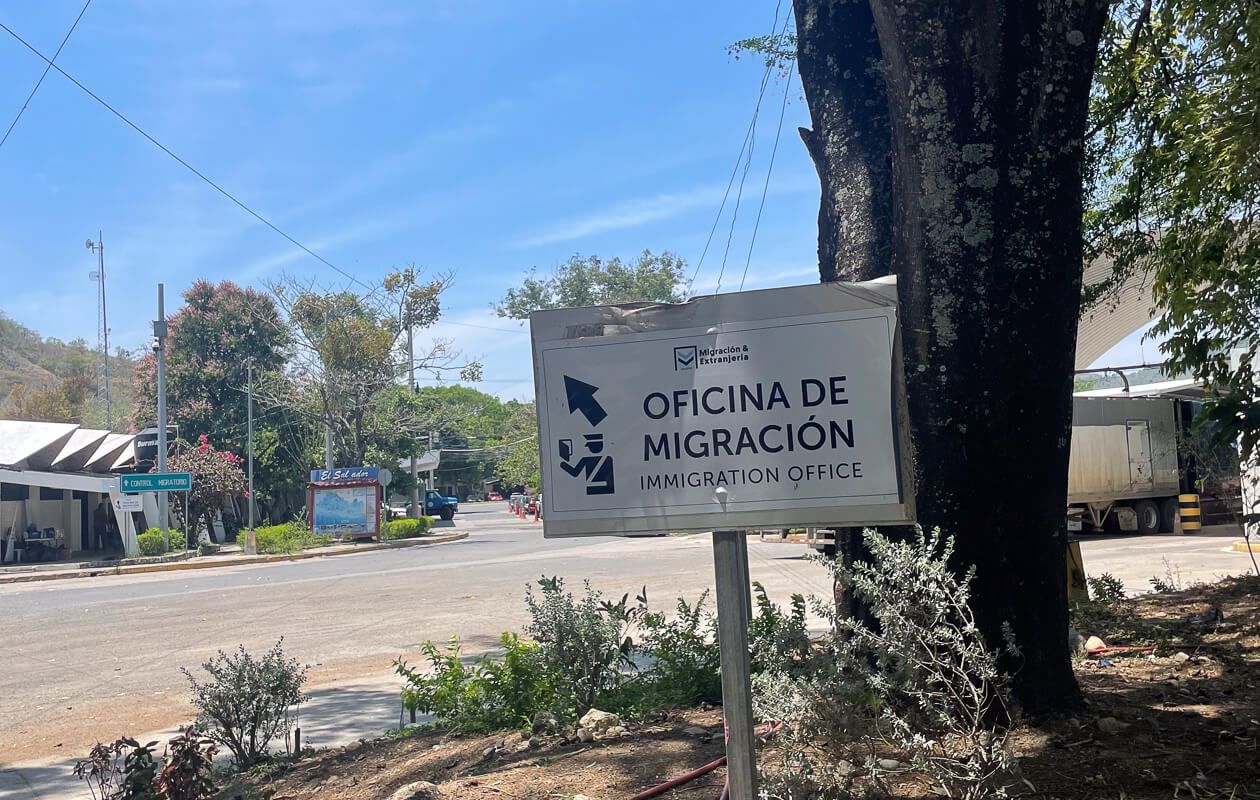 Migración &
Extranjería
OFICINA DE
MIGRACIÓN
IMMIGRATION OFFICE
El Salvador
CONTROL MIGRATORIO